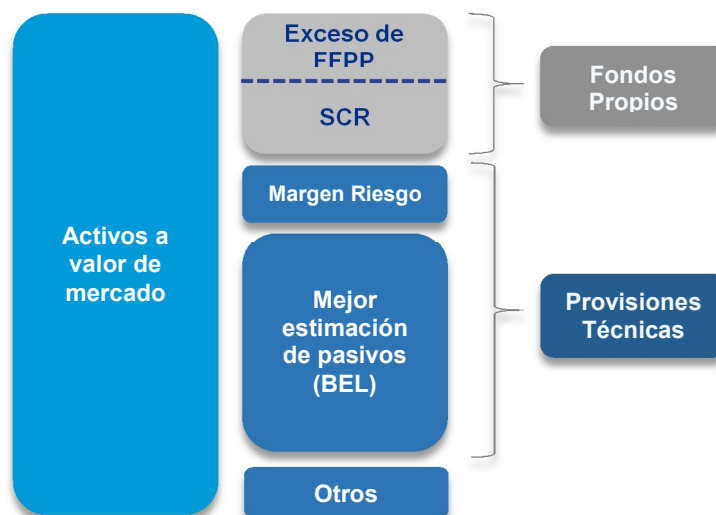 Activos a
valor de
mercado
Exceso de
FFPP
SCR
Margen Riesgo
Mejor
estimación
de pasivos
(BEL)
Otros
Fondos
Propios
Provisiones
Técnicas